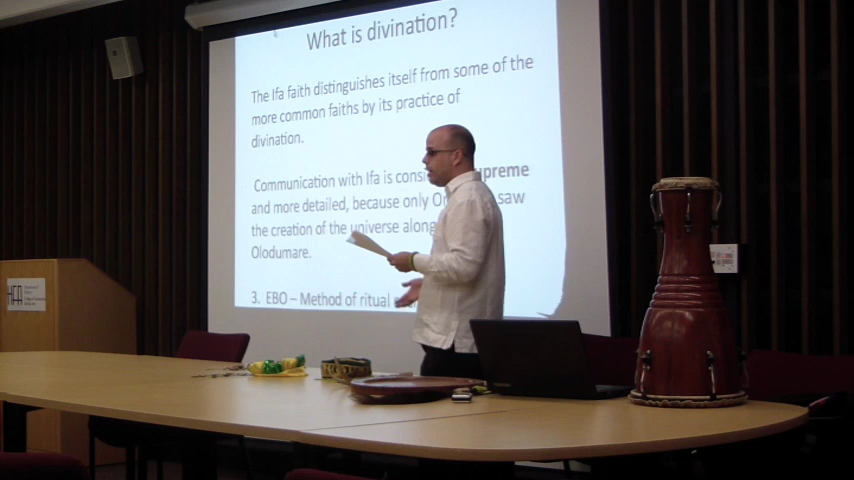 What is divination?
The Ifa faith distinguishes itself from some of the
more common faiths by its practice of
divination.
Communication with Ifa is
and more detailed, because only saw
the creation of the universe
Olodumare.
3. EBO – Method of ritual
HFA